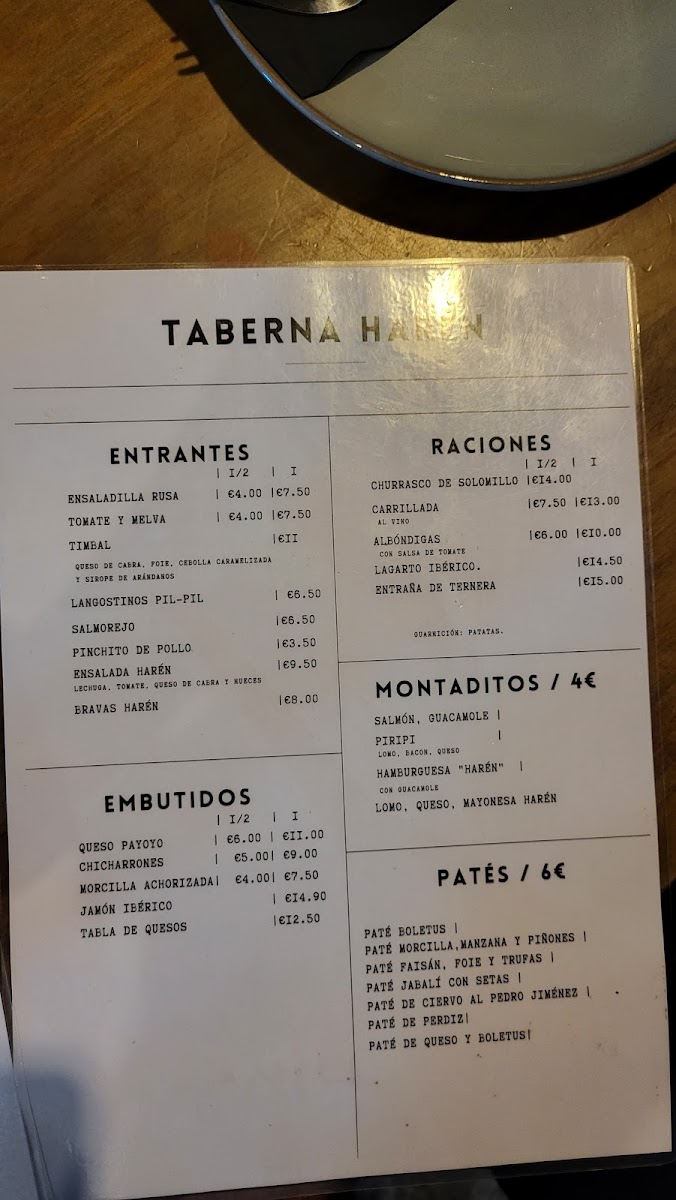 TABERNA HARÉN
ENTRANTES
| I/2 | I
ENSALADILLA RUSA | €4.00 |€7.50
TOMATE Y MELVA | €4.00 |€7.50
TIMBAL |€II
QUESO DE CABRA, FOIE, CEBOLLA CARAMELIZADA
Y SIROPE DE ARÁNDANOS
LANGOSTINOS PIL-PIL | €6.50
SALMOREJO |€6.50
PINCHITO DE POLLO |€3.50
ENSALADA HARÉN |€9.50
LECHUGA, TOMATE, QUESO DE CABRA Y NUECES
BRAVAS HARÉN |€8.00
EMBUTIDOS
| I/2 | I
QUESO PAYOYO | €6.00 | €II.00
CHICHARRONES | €5.00| €9.00
MORCILLA ACHORIZADA| €4.00| €7.50
JAMÓN IBÉRICO | €I4.90
TABLA DE QUESOS |€I2.50
RACIONES
| I/2 | I
CHURRASCO DE SOLOMILLO |€I4.00
CARRILLADA |€7.50 |€I3.00
AL VINO
ALBÓNDIGAS |€6.00 |€I0.00
CON SALSA DE TOMATE
LAGARTO IBÉRICO. |€I4.50
ENTRAÑA DE TERNERA |€I5.00
GUARNICIÓN: PATATAS.
MONTADITOS / 4€
SALMÓN, GUACAMOLE |
PIRIPI |
LOMO, BACON, QUESO
HAMBURGUESA "HARÉN" |
CON GUACAMOLE
LOMO, QUESO, MAYONESA HARÉN
PATÉS / 6€
PATÉ BOLETUS |
PATÉ MORCILLA,MANZANA Y PIÑONES |
PATÉ FAISÁN, FOIE Y TRUFAS |
PATÉ JABALÍ CON SETAS |
PATÉ DE CIERVO AL PEDRO JIMÉNEZ |
PATÉ DE PERDIZ|
PATÉ DE QUESO Y BOLETUS|